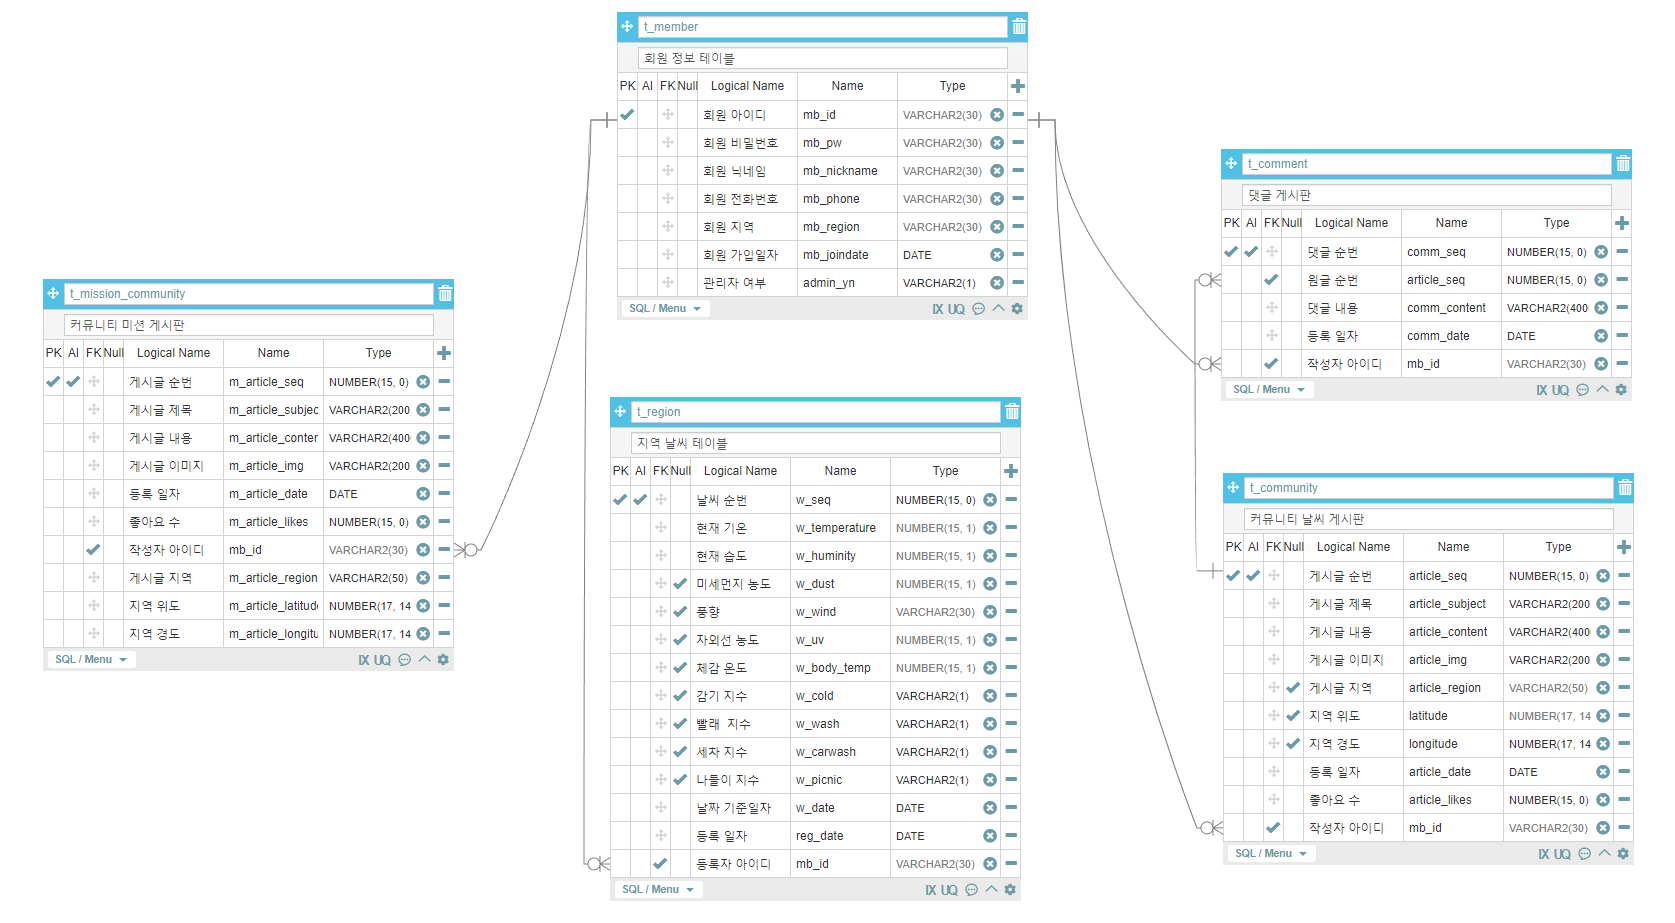 t_member
회원 정보 테이블
PK AI FK Null Logical Name Name Type
회원 아이디 mb_id VARCHAR2(30)
회원 비밀번호 mb_pw VARCHAR2(30)
회원 닉네임 mb_nickname VARCHAR2(30)
회원 전화번호 mb_phone VARCHAR2(30)
회원 지역 mb_region VARCHAR2(30)
회원 가입일자 mb_joindate DATE
관리자 여부 admin_yn VARCHAR2(1)
SQL / Menu IX UQ
t_comment
댓글 게시판
PK AI FK Null Logical Name Name Type
댓글 순번 comm_seq NUMBER(15, 0)
원글 순번 article_seq NUMBER(15, 0)
댓글 내용 comm_content VARCHAR2(400
등록 일자 comm_date DATE
작성자 아이디 mb_id VARCHAR2(30)
SQL / Menu IX UQ
t_mission_community
커뮤니티 미션 게시판
PK AI FK Null Logical Name Name Type
게시글 순번 m_article_seq NUMBER(15, 0)
게시글 제목 m_article_subjec VARCHAR2(200
게시글 내용 m_article_conter VARCHAR2(400
게시글 이미지 m_article_img VARCHAR2(200
등록 일자 m_article_date DATE
좋아요 수 m_article_likes NUMBER(15, 0)
작성자 아이디 mb_id VARCHAR2(30)
게시글 지역 m_article_region VARCHAR2(50)
지역 위도 m_article_latitud NUMBER(17, 14
지역 경도 m_article_longitu NUMBER(17, 14
SQL / Menu IX UQ
t_region
지역 날씨 테이블
PK AI FK Null Logical Name Name Type
날씨 순번 w_seq NUMBER(15, 0)
현재 기온 w_temperature NUMBER(15, 1)
현재 습도 w_huminity NUMBER(15, 1)
미세먼지 농도 w_dust NUMBER(15, 1)
풍향 w_wind VARCHAR2(30)
자외선 농도 w_uv NUMBER(15, 1)
체감 온도 w_body_temp NUMBER(15, 1)
감기 지수 w_cold VARCHAR2(1)
빨래 지수 w_wash VARCHAR2(1)
세차 지수 w_carwash VARCHAR2(1)
나들이 지수 w_picnic VARCHAR2(1)
날짜 기준일자 w_date DATE
등록 일자 reg_date DATE
등록자 아이디 mb_id VARCHAR2(30)
SQL / Menu IX UQ
t_community
커뮤니티 날씨 게시판
PK AI FK Null Logical Name Name Type
게시글 순번 article_seq NUMBER(15, 0)
게시글 제목 article_subject VARCHAR2(200
게시글 내용 article_content VARCHAR2(400
게시글 이미지 article_img VARCHAR2(200
게시글 지역 article_region VARCHAR2(50)
지역 위도 latitude NUMBER(17, 14
지역 경도 longitude NUMBER(17, 14
등록 일자 article_date DATE
좋아요 수 article_likes NUMBER(15, 0)
작성자 아이디 mb_id VARCHAR2(30)
SQL / Menu IX UQ